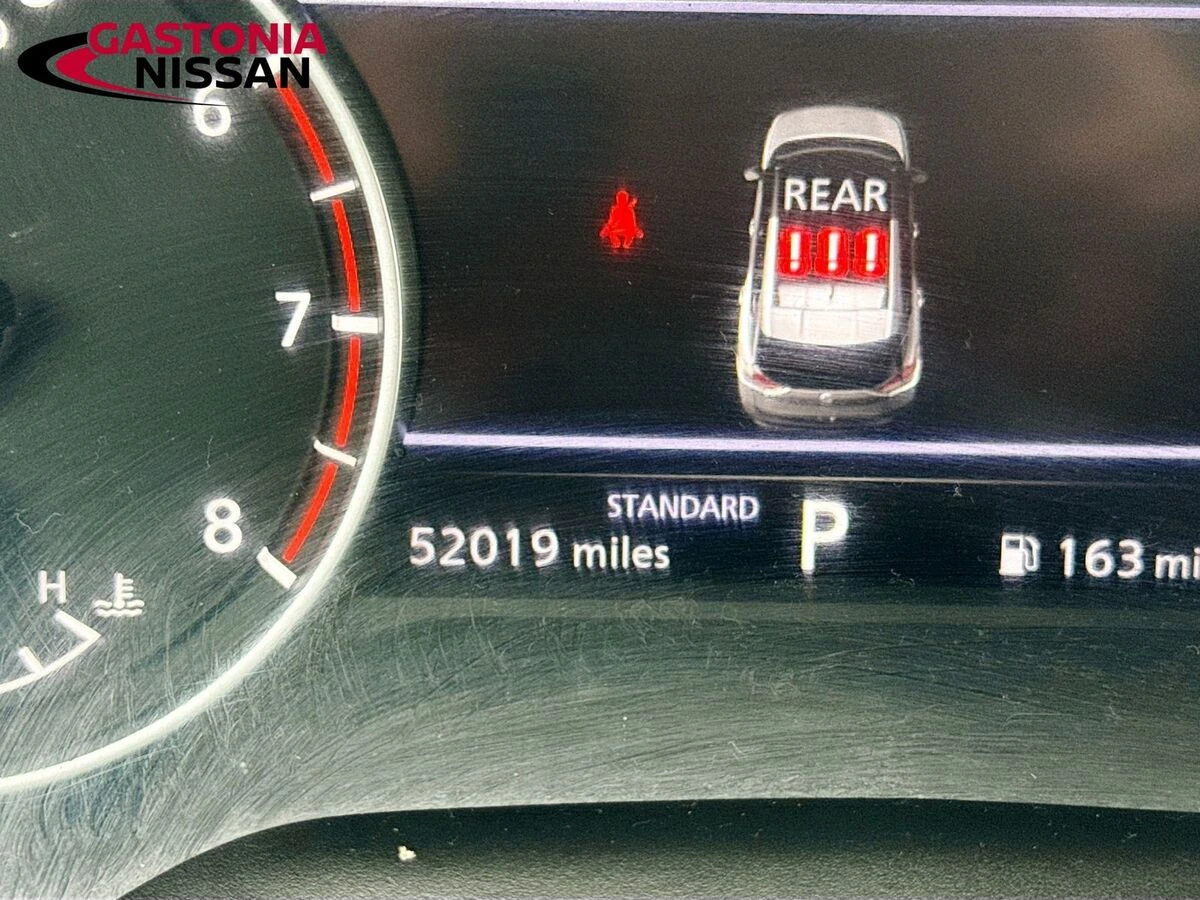 GASTONIA
NISSAN
6
7
8
H
REAR
STANDARD
52019 miles
P
163 mi